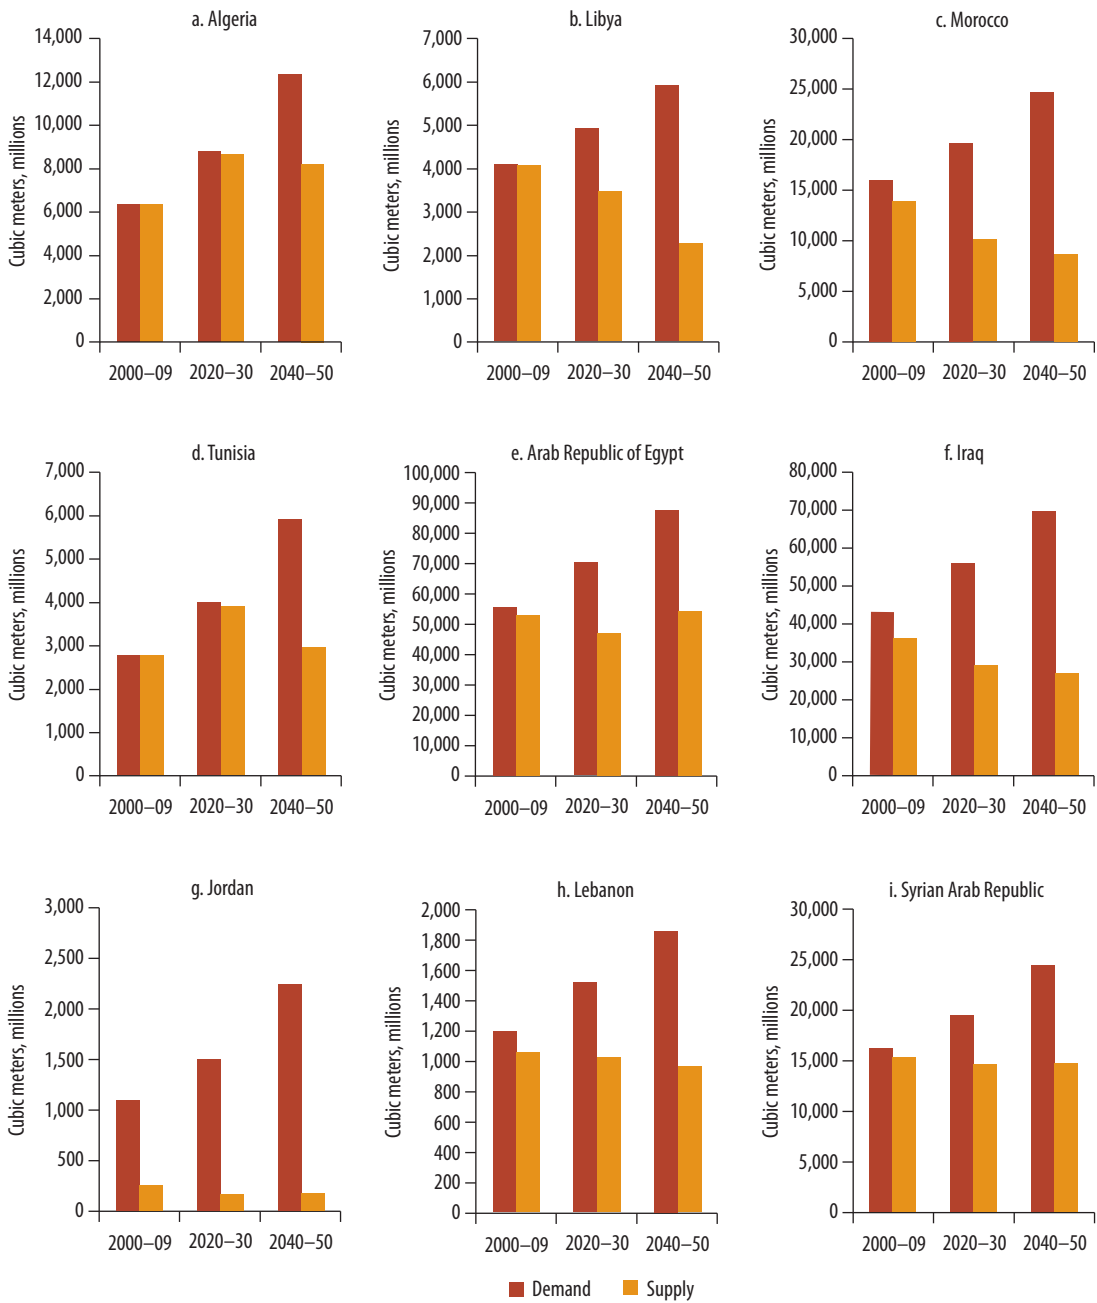 a. Algeria
14,000
12,000
10,000
8,000
6,000
4,000
2,000
0
Cubic meters, millions
2000–09 2020–30 2040–50
b. Libya
7,000
6,000
5,000
4,000
3,000
2,000
1,000
0
Cubic meters, millions
2000–09 2020–30 2040–50
c. Morocco
30,000
25,000
20,000
15,000
10,000
5,000
0
Cubic meters, millions
2000–09 2020–30 2040–50
d. Tunisia
7,000
6,000
5,000
4,000
3,000
2,000
1,000
0
Cubic meters, millions
2000–09 2020–30 2040–50
e. Arab Republic of Egypt
100,000
90,000
80,000
70,000
60,000
50,000
40,000
30,000
20,000
10,000
0
Cubic meters, millions
2000–09 2020–30 2040–50
f. Iraq
80,000
70,000
60,000
50,000
40,000
30,000
20,000
10,000
0
Cubic meters, millions
2000–09 2020–30 2040–50
g. Jordan
3,000
2,500
2,000
1,500
1,000
500
0
Cubic meters, millions
2000–09 2020–30 2040–50
h. Lebanon
2,000
1,800
1,600
1,400
1,200
1,000
800
600
400
200
0
Cubic meters, millions
2000–09 2020–30 2040–50
i. Syrian Arab Republic
30,000
25,000
20,000
15,000
10,000
5,000
0
Cubic meters, millions
2000–09 2020–30 2040–50
Demand Supply